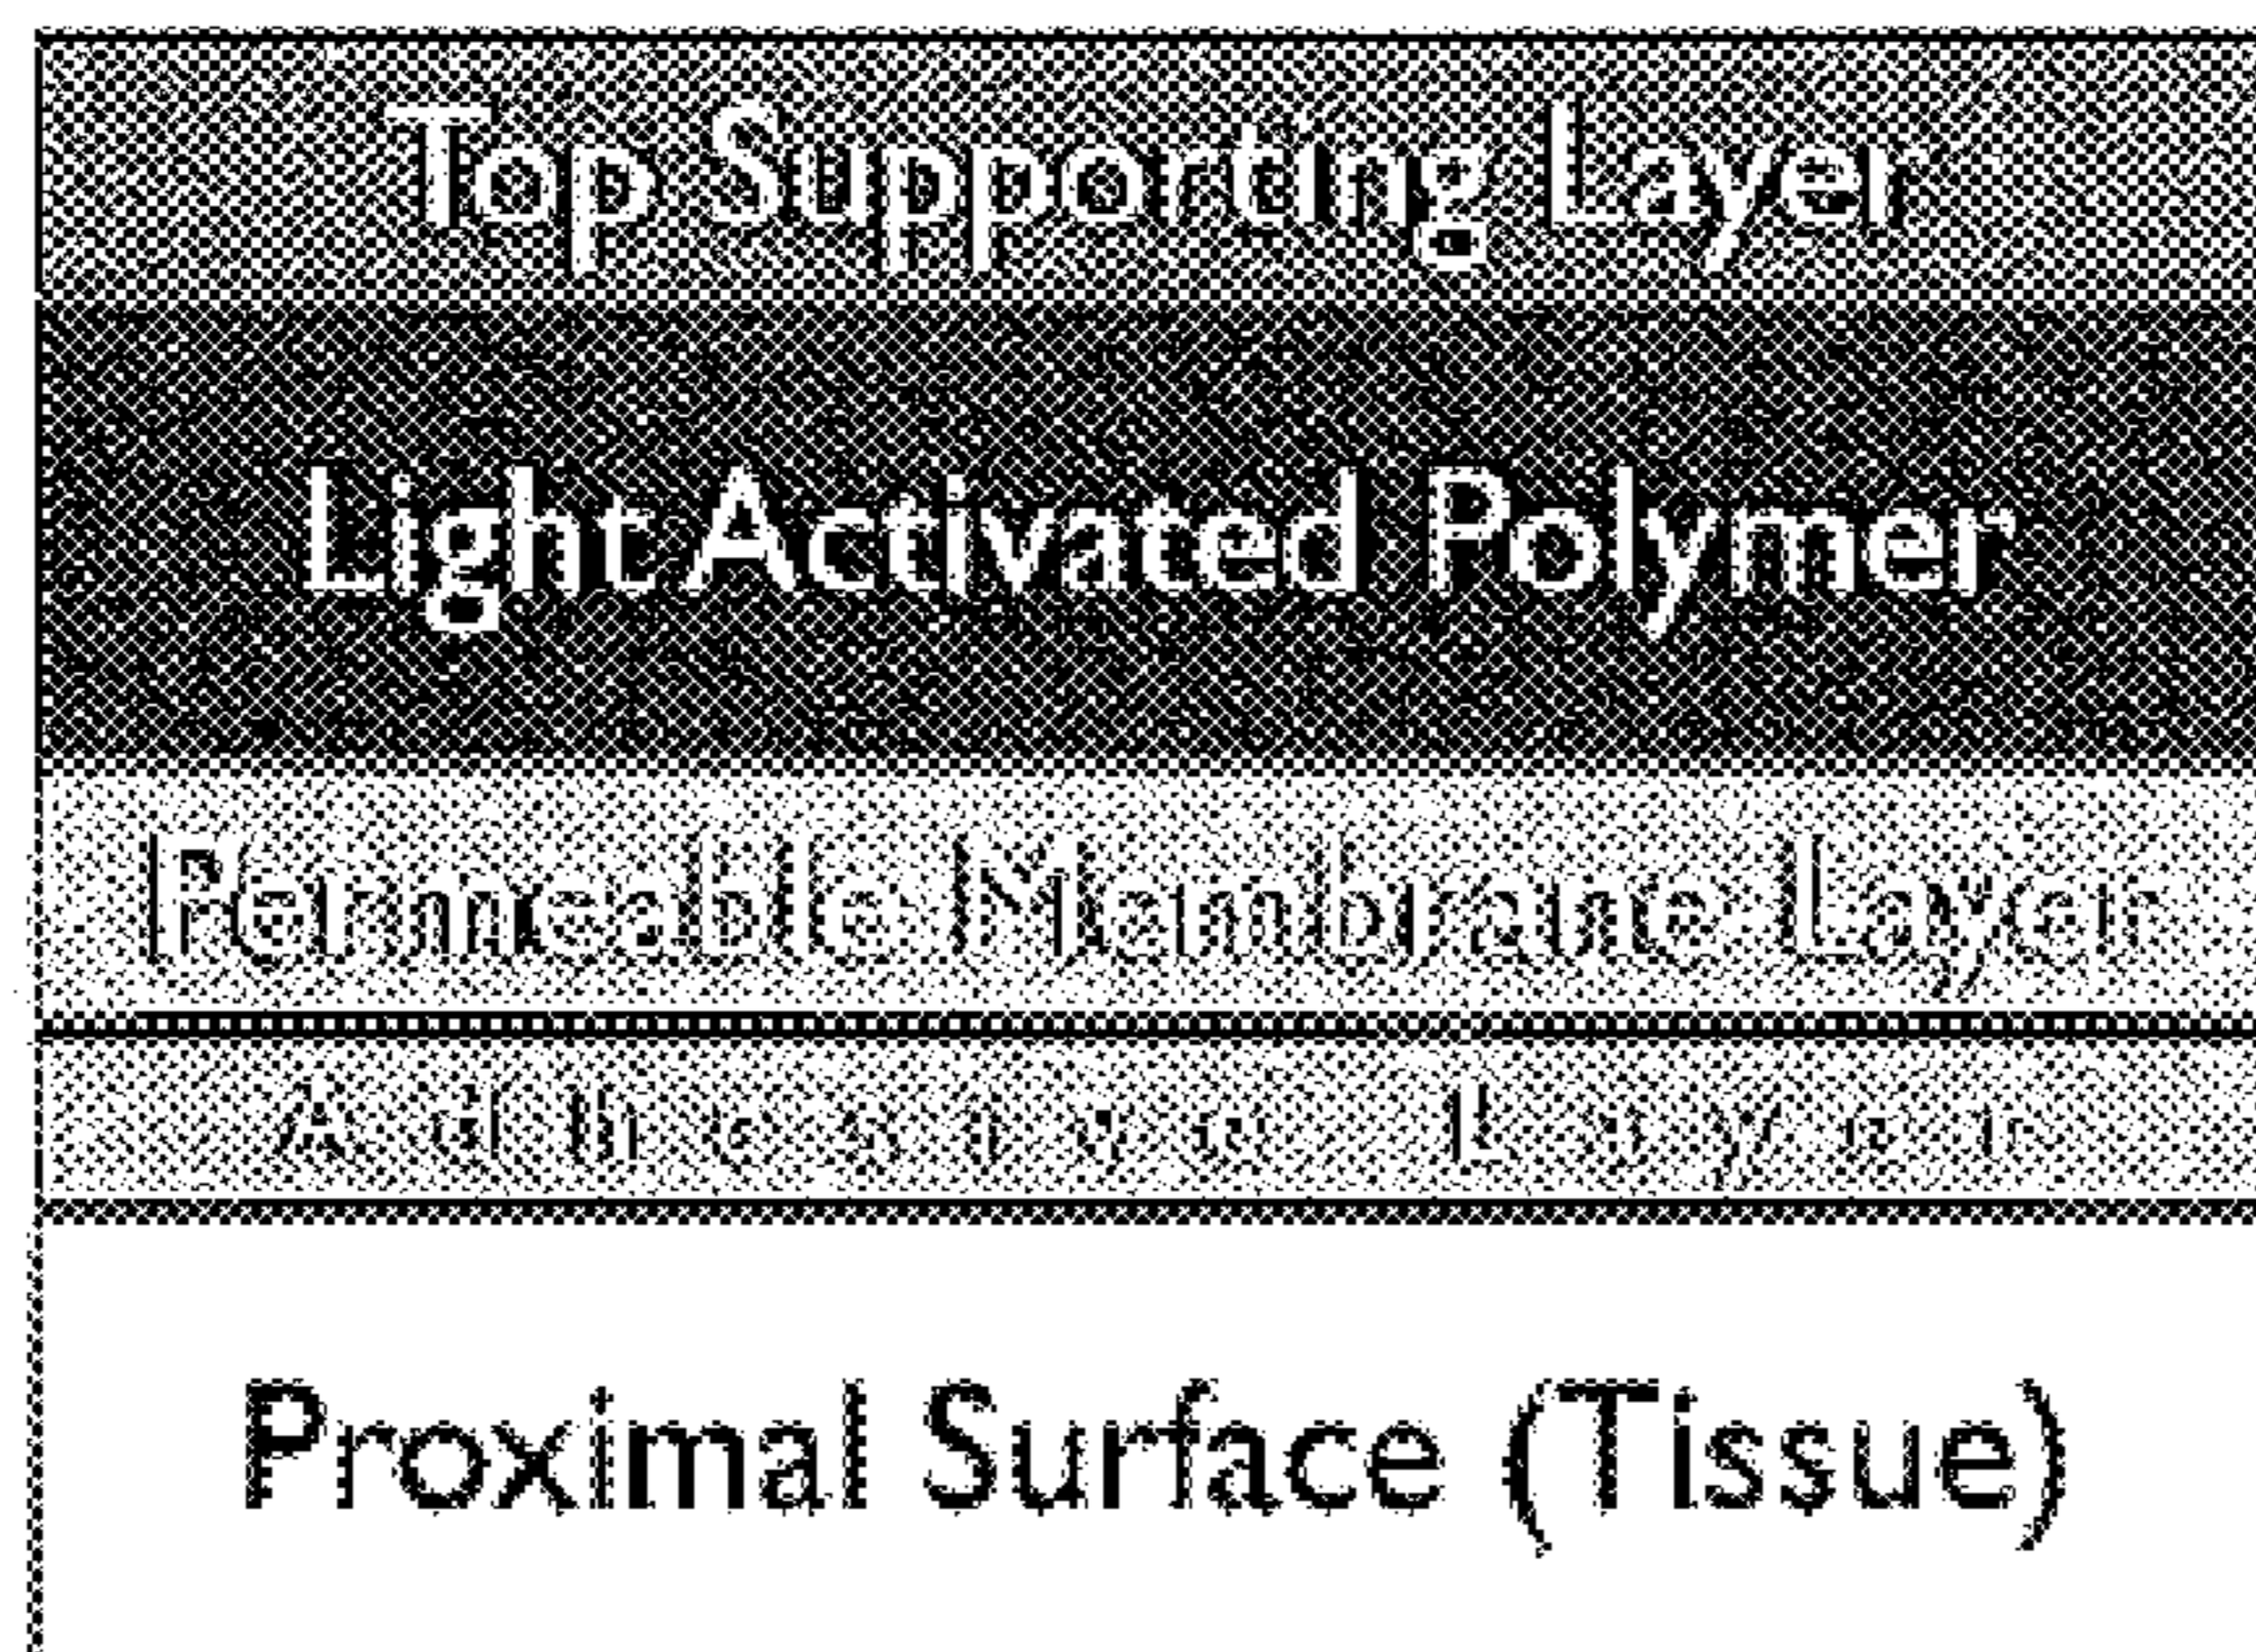 Top Supporting Layer
Light Activated Polymer
Permeable Membrane Layer
Adhesive Layer
Proximal Surface (Tissue)